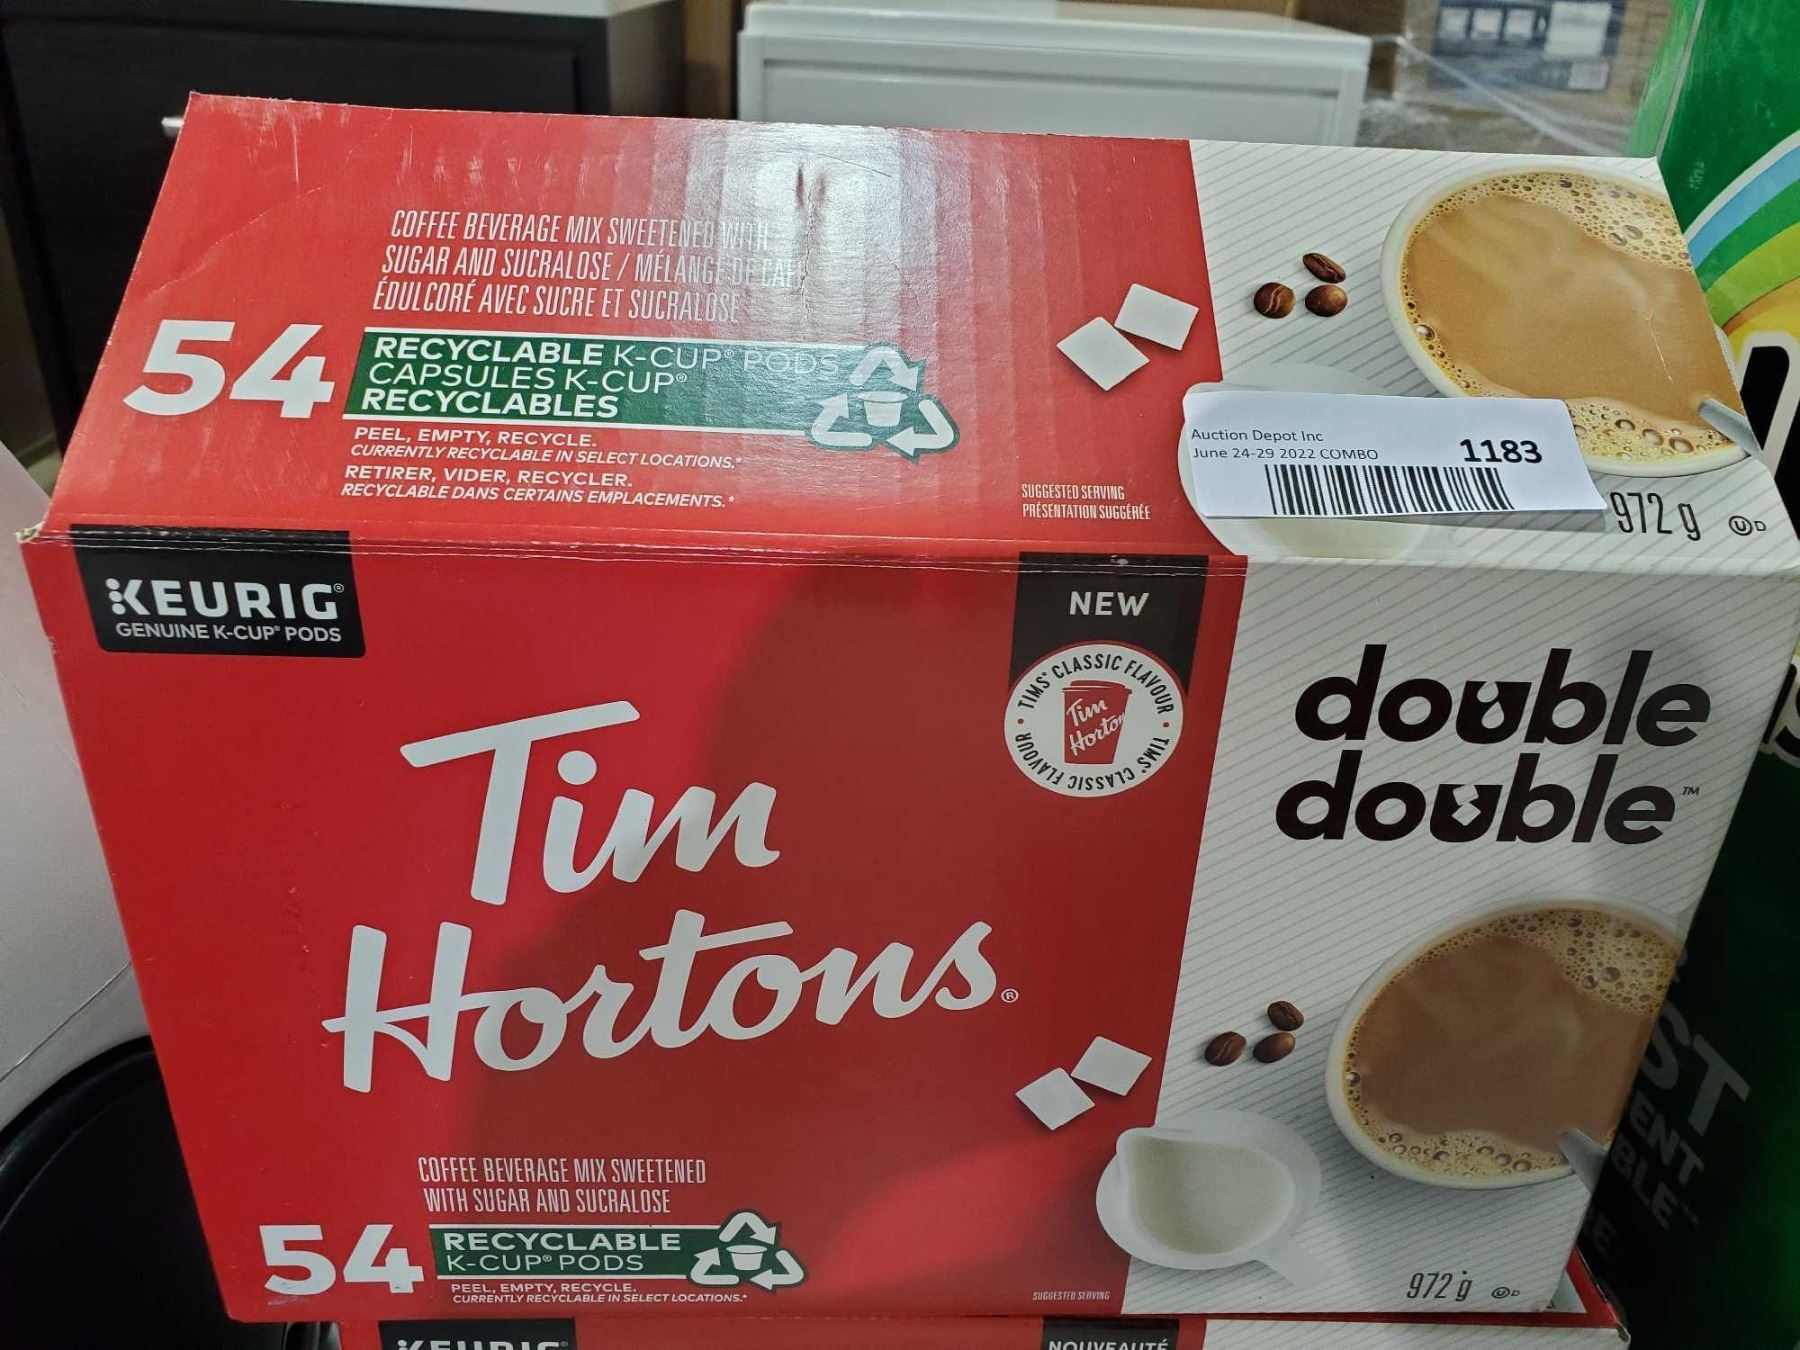 COFFEE BEVERAGE MIX SWEETENED WITH
SUGAR AND SUCRALOSE / MÉLANGE DE CAFÉ
ÉDULCORÉ AVEC SUCRE ET SUCRALOSE
54
RECYCLABLE K-CUP® PODS
CAPSULES K-CUP®
RECYCLABLES
PEEL, EMPTY, RECYCLE.
CURRENTLY RECYCLABLE IN SELECT LOCATIONS.*
RETIRER, VIDER, RECYCLER.
RECYCLABLE DANS CERTAINS EMPLACEMENTS.*
SUGGESTED SERVING
PRÉSENTATION SUGGÉRÉE
Auction Depot Inc
June 24-29 2022 COMBO
1183
972 g
U D
KEURIG®
GENUINE K-CUP® PODS
NEW
TIMS® CLASSIC FLAVOUR • TIMS® CLASSIC FLAVOUR •
Tim
Horton
double
double™
Tim
Hortons®
COFFEE BEVERAGE MIX SWEETENED
WITH SUGAR AND SUCRALOSE
54
RECYCLABLE
K-CUP® PODS
PEEL, EMPTY, RECYCLE.
CURRENTLY RECYCLABLE IN SELECT LOCATIONS.*
SUGGESTED SERVING
972 g
U D
KEURIG®
NOUVEAUTÉ